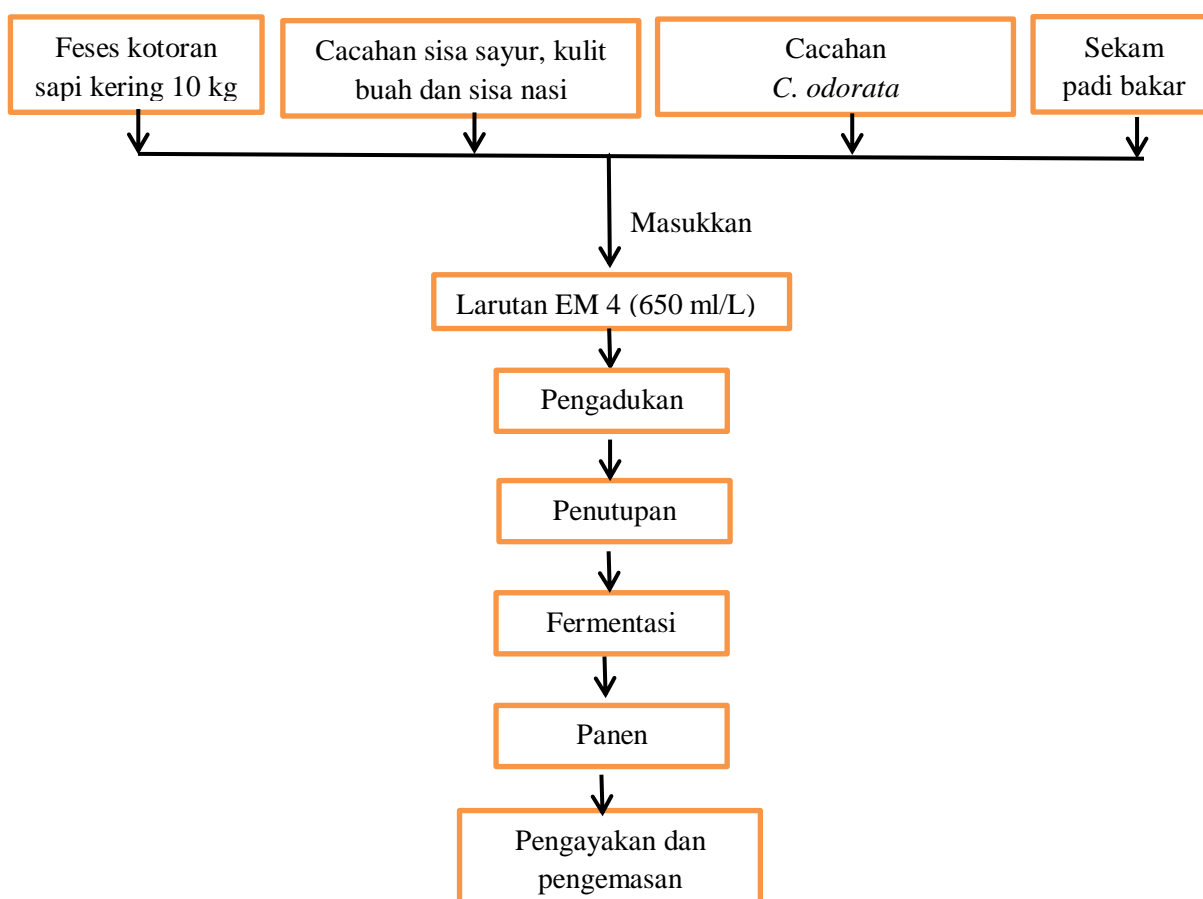 Feses kotoran
sapi kering 10 kg
Cacahan sisa sayur, kulit
buah dan sisa nasi
Cacahan
C. odorata
Sekam
padi bakar
Masukkan
Larutan EM 4 (650 ml/L)
Pengadukan
Penutupan
Fermentasi
Panen
Pengayakan dan
pengemasan